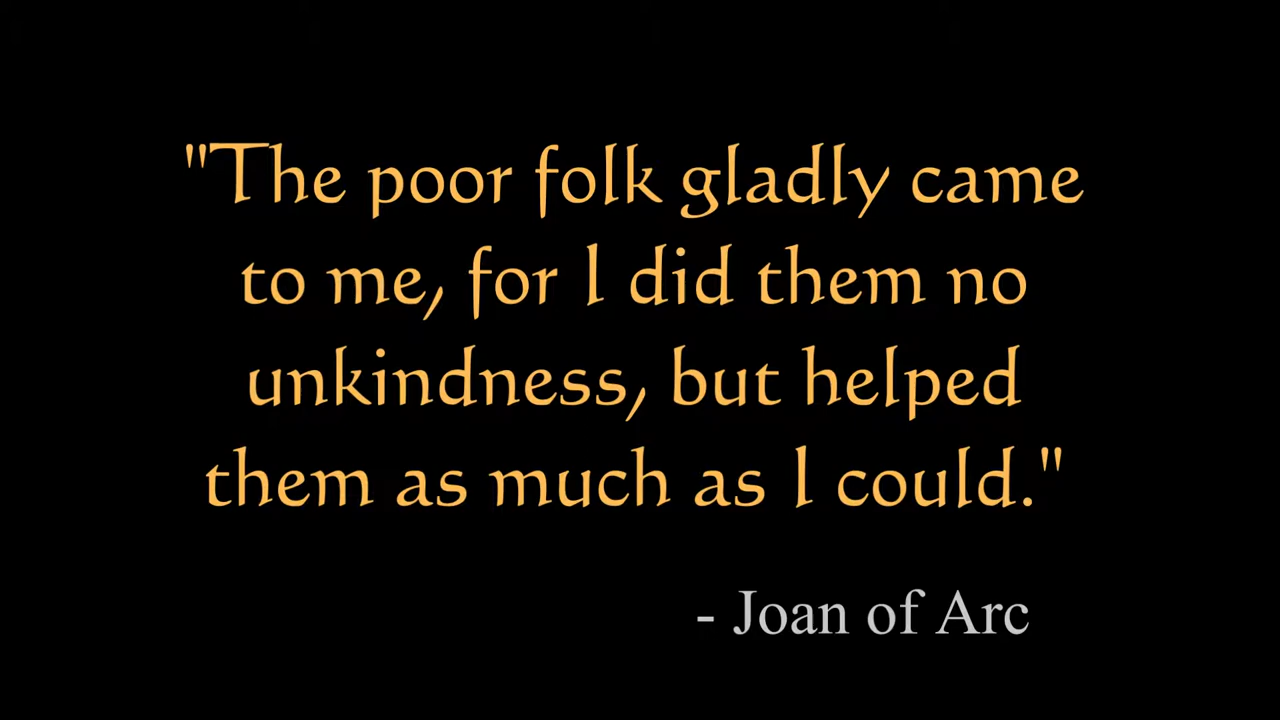 "The poor folk gladly came
to me, for I did them no
unkindness, but helped
them as much as I could."
- Joan of Arc